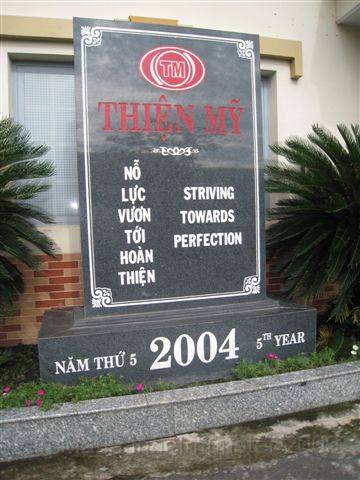 TM
THIỆN MỸ
NỖ
LỰC
VƯƠN
TỚI
HOÀN
THIỆN
STRIVING
TOWARDS
PERFECTION
NĂM THỨ 5 2004 5TH YEAR